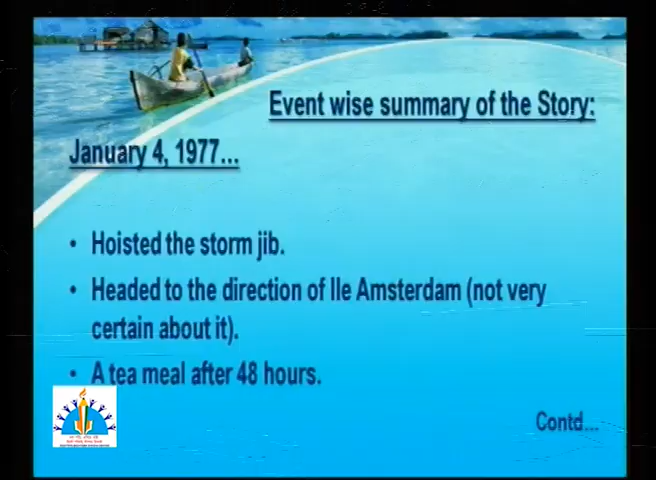 Event wise summary of the Story:
January 4, 1977...
• Hoisted the storm jib.
• Headed to the direction of Ile Amsterdam (not very
certain about it).
• A tea meal after 48 hours.
Contd...